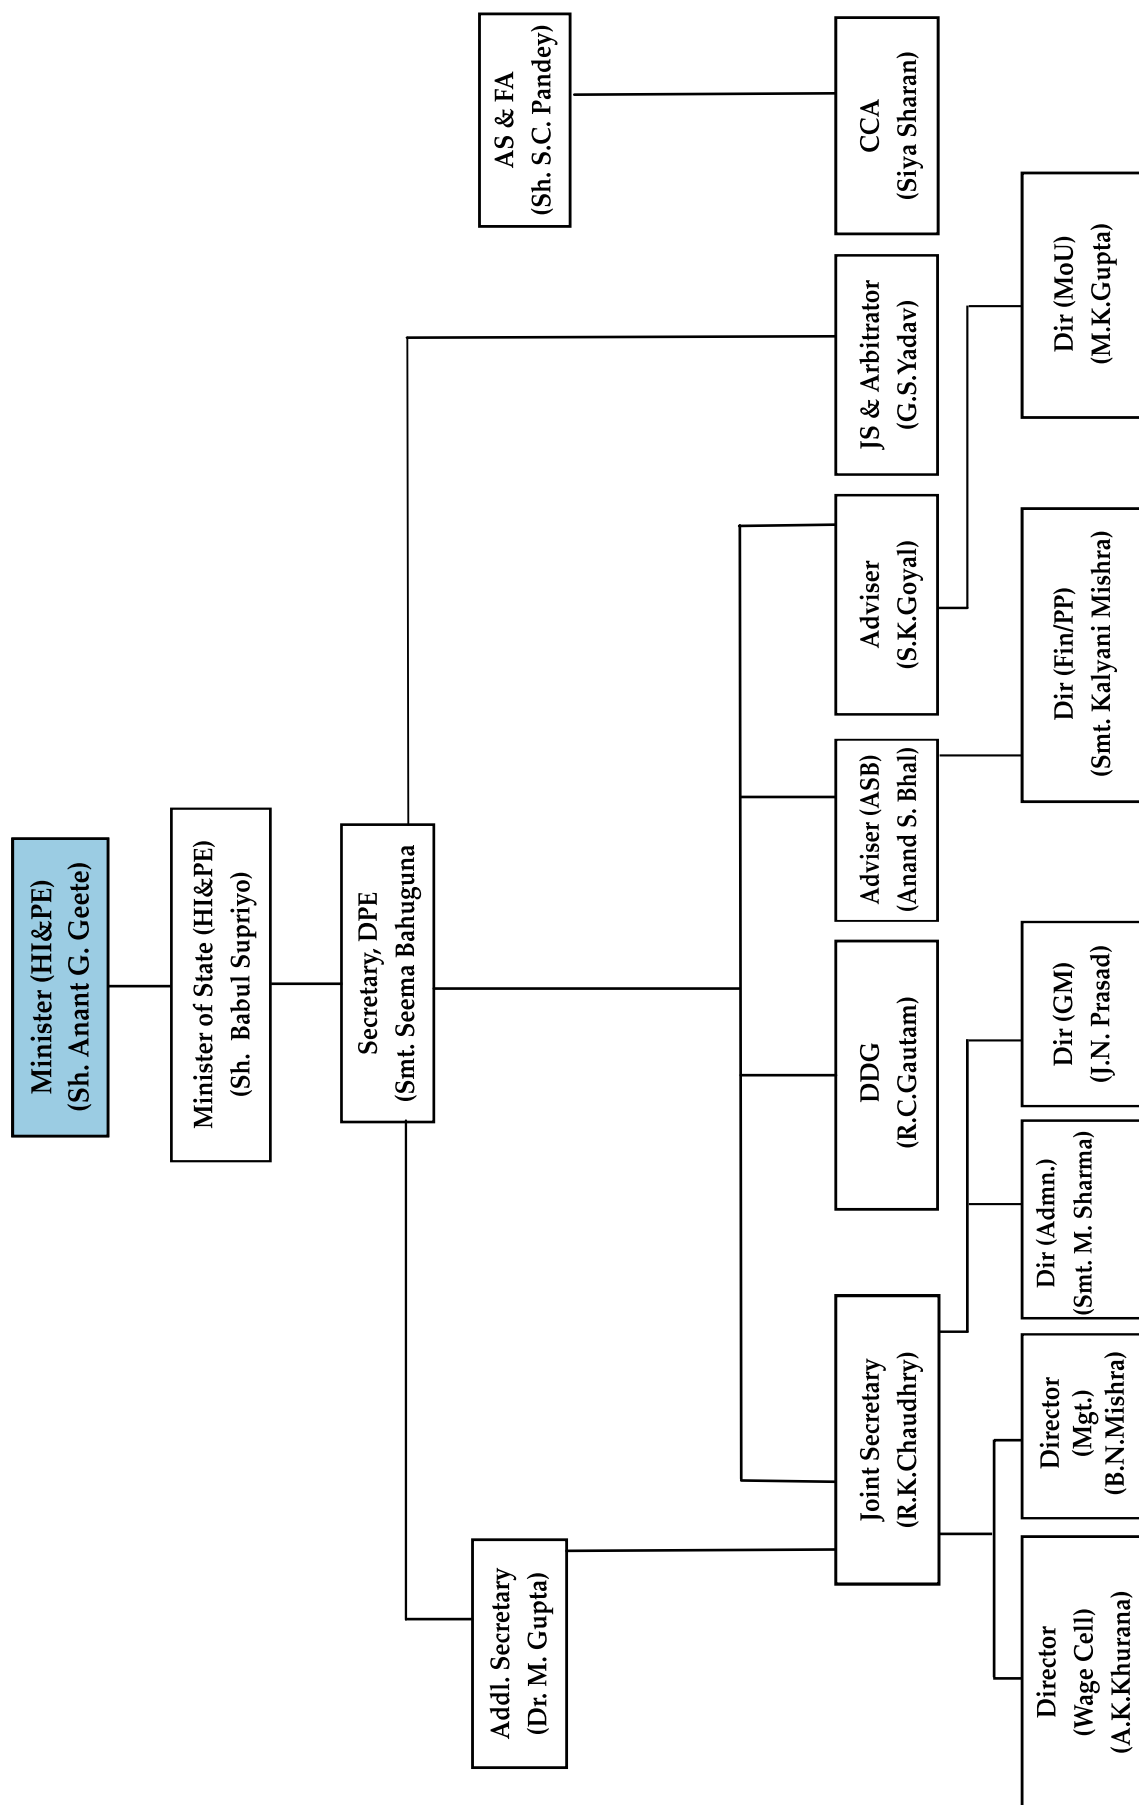 Minister (HI&PE)
(Sh. Anant G. Geete)
Minister of State (HI&PE)
(Sh. Babul Supriyo)
Secretary, DPE
(Smt. Seema Bahuguna
Addl. Secretary
(Dr. M. Gupta)
AS & FA
(Sh. S.C. Pandey)
Joint Secretary
(R.K.Chaudhry)
DDG
(R.C.Gautam)
Adviser (ASB)
(Anand S. Bhal)
Adviser
(S.K.Goyal)
JS & Arbitrator
(G.S.Yadav)
CCA
(Siya Sharan)
Director
(Wage Cell)
(A.K.Khurana)
Director
(Mgt.)
(B.N.Mishra)
Dir (Admn.)
(Smt. M. Sharma)
Dir (GM)
(J.N. Prasad)
Dir (Fin/PP)
(Smt. Kalyani Mishra)
Dir (MoU)
(M.K.Gupta)